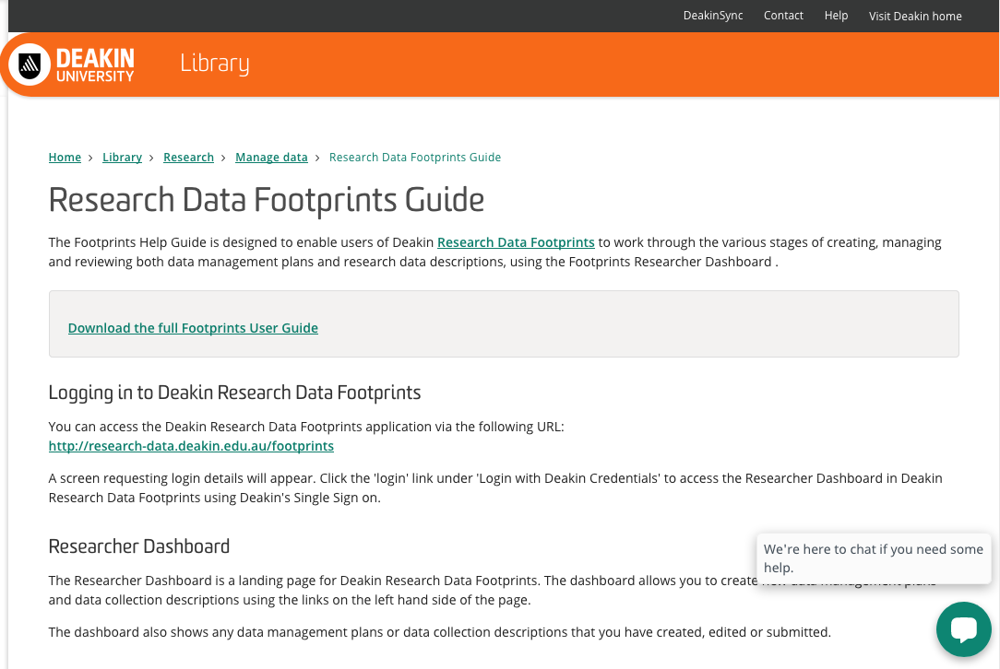 DeakinSync Contact Help Visit Deakin home
DEAKIN
UNIVERSITY
Library
Home > Library > Research > Manage data > Research Data Footprints Guide
Research Data Footprints Guide
The Footprints Help Guide is designed to enable users of Deakin Research Data Footprints to work through the various stages of creating, managing
and reviewing both data management plans and research data descriptions, using the Footprints Researcher Dashboard .
Download the full Footprints User Guide
Logging in to Deakin Research Data Footprints
You can access the Deakin Research Data Footprints application via the following URL:
http://research-data.deakin.edu.au/footprints
A screen requesting login details will appear. Click the 'login' link under 'Login with Deakin Credentials' to access the Researcher Dashboard in Deakin
Research Data Footprints using Deakin's Single Sign on.
Researcher Dashboard
The Researcher Dashboard is a landing page for Deakin Research Data Footprints. The dashboard allows you to create
and data collection descriptions using the links on the left hand side of the page.
The dashboard also shows any data management plans or data collection descriptions that you have created, edited or submitted.
We're here to chat if you need some
help.